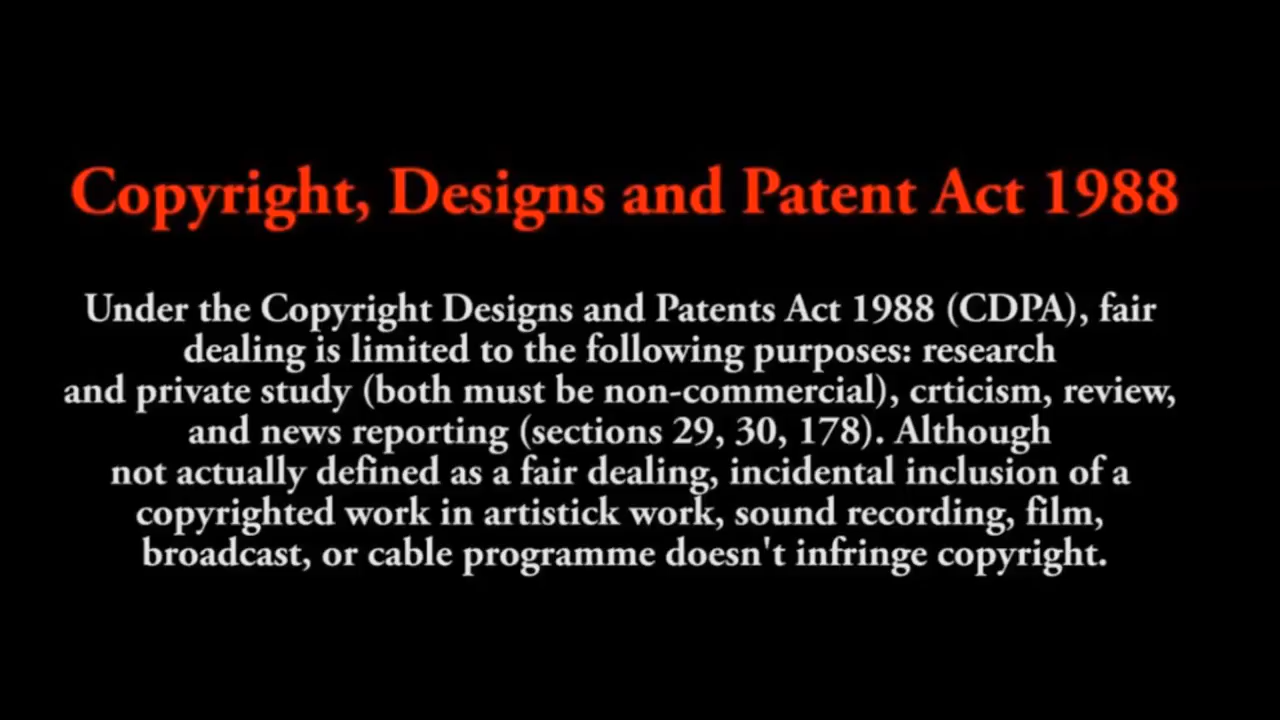 Copyright, Designs and Patent Act 1988
Under the Copyright Designs and Patents Act 1988 (CDPA), fair
dealing is limited to the following purposes: research
and private study (both must be non-commercial), crticism, review,
and news reporting (sections 29, 30, 178). Although
not actually defined as a fair dealing, incidental inclusion of a
copyrighted work in artistick work, sound recording, film,
broadcast, or cable programme doesn't infringe copyright.